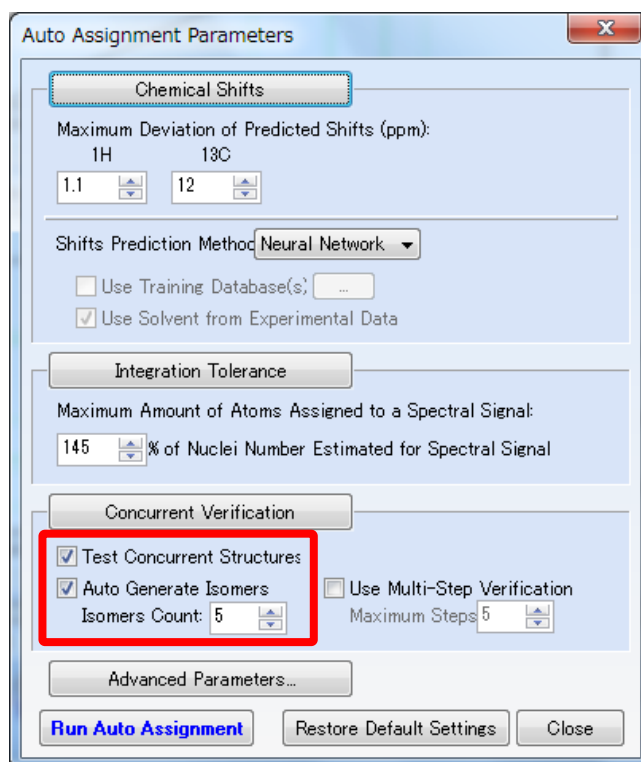 Auto Assignment Parameters
Chemical Shifts
Maximum Deviation of Predicted Shifts (ppm):
1H 13C
1.1 12
Shifts Prediction Method Neural Network
Use Training Database(s) ...
Use Solvent from Experimental Data
Integration Tolerance
Maximum Amount of Atoms Assigned to a Spectral Signal:
145 % of Nuclei Number Estimated for Spectral Signal
Concurrent Verification
Test Concurrent Structures
Auto Generate Isomers Use Multi-Step Verification
Isomers Count: 5 Maximum Steps 5
Advanced Parameters...
Run Auto Assignment Restore Default Settings Close